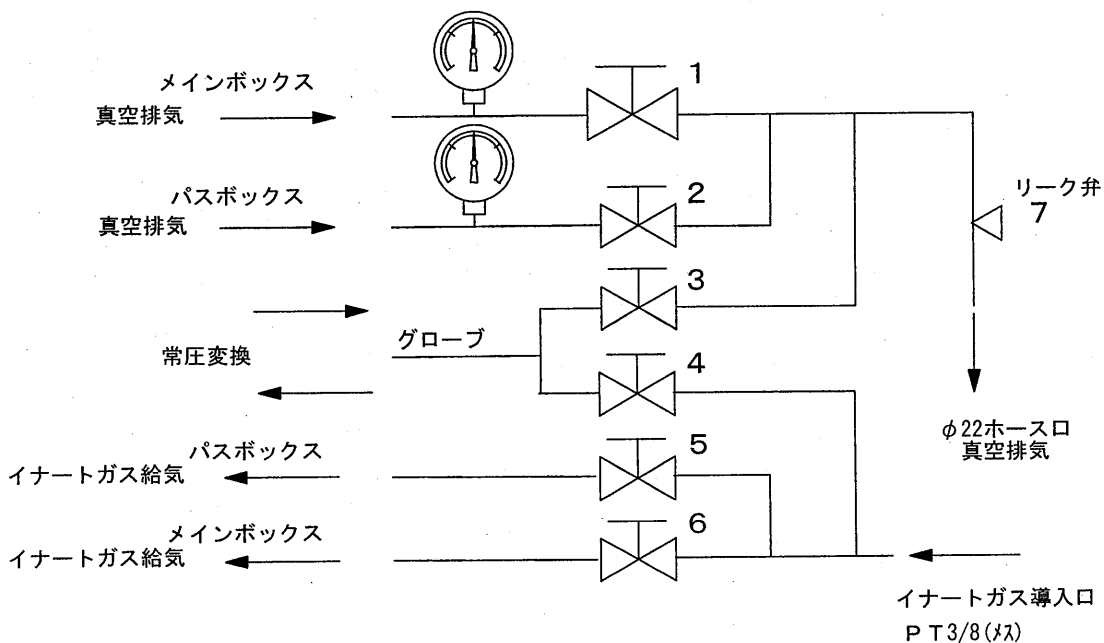 メインボックス
真空排気
1
パスボックス
真空排気
2
リーク弁
7
3
グローブ
常圧変換
4
φ22ホース口
真空排気
パスボックス
イナートガス給気
5
メインボックス
イナートガス給気
6
イナートガス導入口
PT3/8(メス)